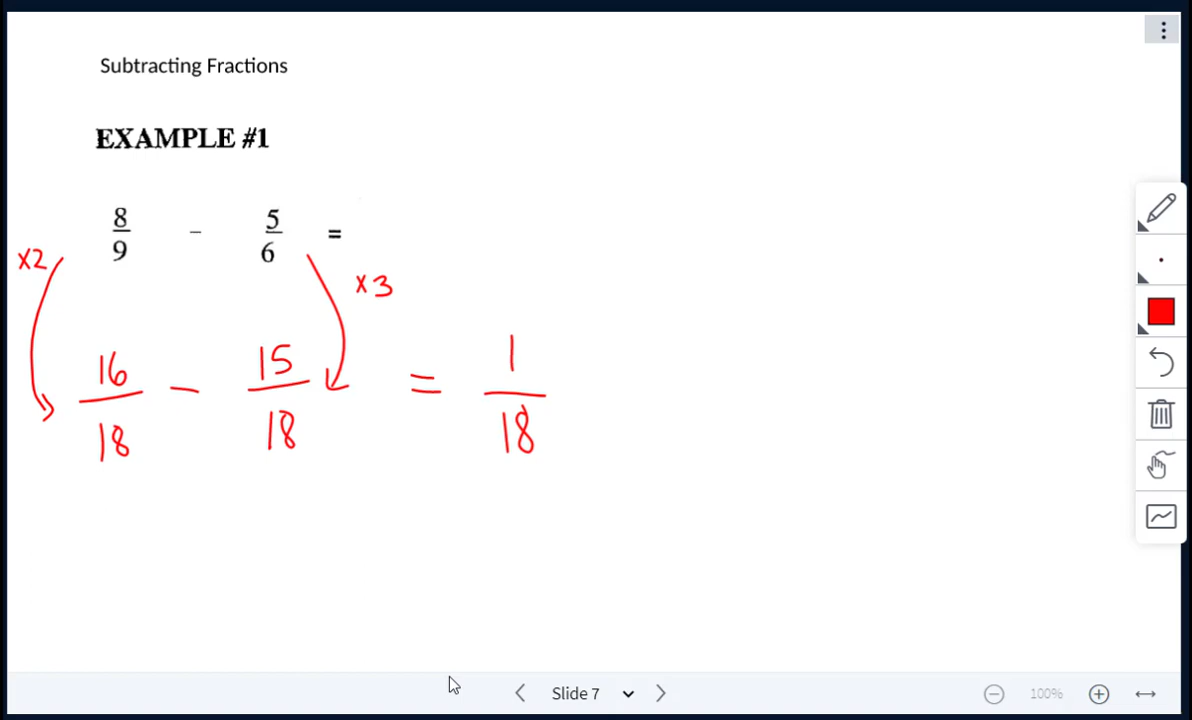 Subtracting Fractions
EXAMPLE #1
8/9 - 5/6 =
x2
x3
16/18 - 15/18 = 1/18
Slide 7
100%